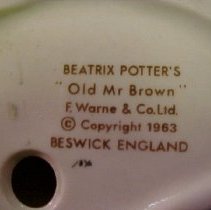 BEATRIX POTTER'S
"Old Mr Brown"
F. Warne & Co. Ltd.
© Copyright 1963
BESWICK ENGLAND